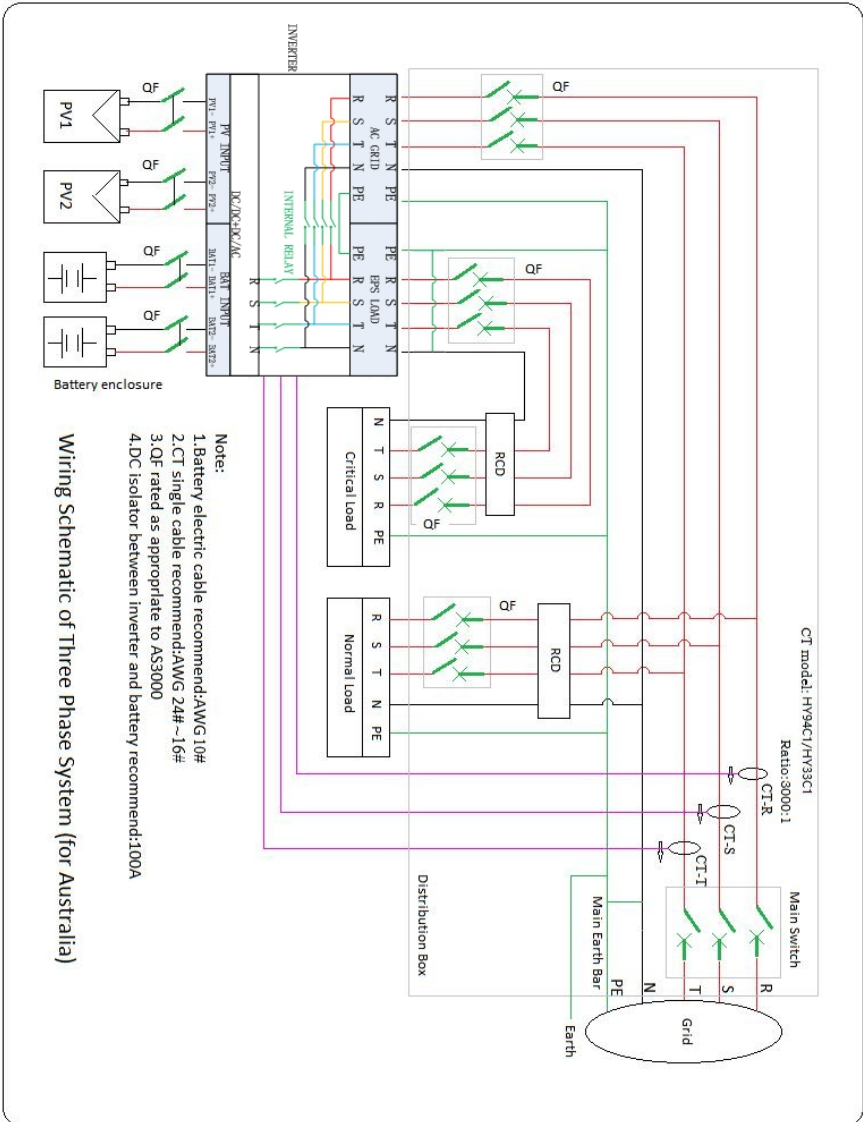 INVERTER
QF
PV1
QF
PV2
QF
QF
Battery enclosure
PV1- PV1+
PV2- PV2+
BAT1- BAT1+
BAT2- BAT2+
PV INPUT
BAT INPUT
DC/DC+DC/AC
R S T N
INTERNAL RELAY
R S T N PE
AC GRID
R S T N PE
PE R S T N
EPS LOAD
PE R S T N
QF
QF
RCD
QF
N T S R PE
Critical Load
RCD
QF
R S T N PE
Normal Load
CT model: HY94C1/HY33C1
Ratio:3000:1
CT-R
CT-S
CT-T
Main Switch
R
S
T
N
PE
Main Earth Bar
Grid
Earth
Distribution Box
Note:
1.Battery electric cable recommend:AWG10#
2.CT single cable recommend:AWG 24#~16#
3.QF rated as approprlate to AS3000
4.DC isolator between inverter and battery recommend:100A
Wiring Schematic of Three Phase System (for Australia)